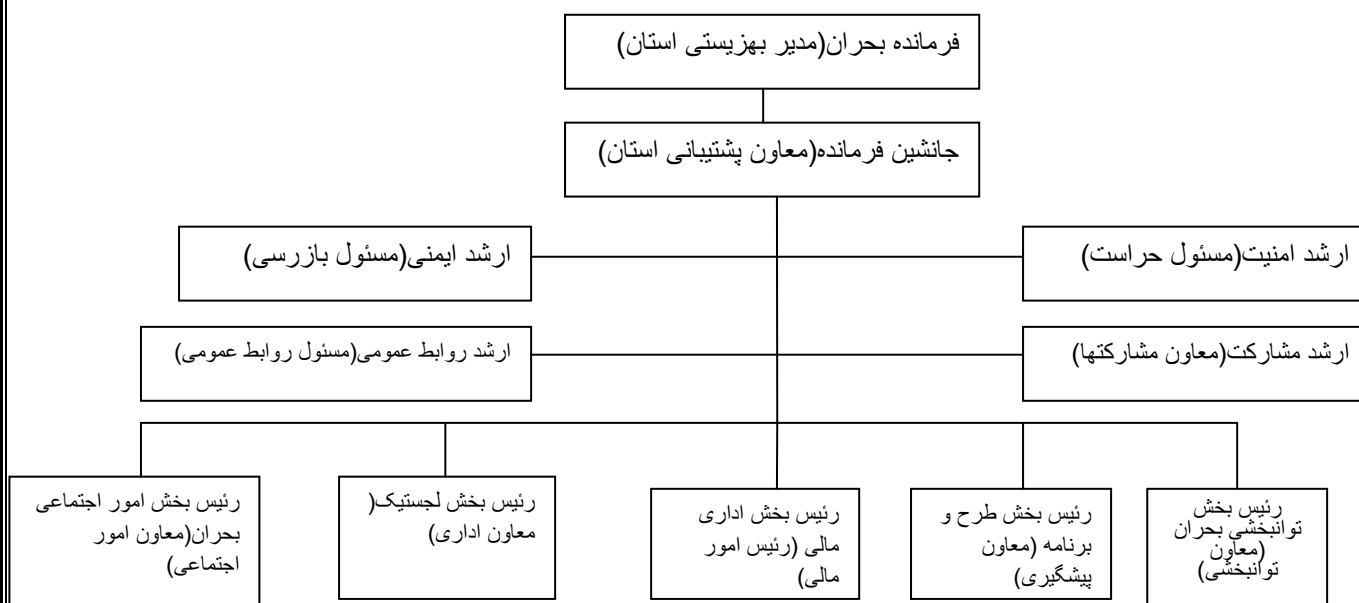 فرمانده بحران(مدیر بهزیستی استان)
جانشین فرمانده(معاون پشتیبانی استان)
ارشد امنیت(مسئول حراست)
ارشد ایمنی(مسئول بازرسی)
ارشد مشارکت(معاون مشارکتها)
ارشد روابط عمومی(مسئول روابط عمومی)
رئیس بخش
توانبخشی بحران
(معاون
توانبخشی)
رئیس بخش طرح و
برنامه (معاون
پیشگیری)
رئیس بخش اداری
مالی (رئیس امور
مالی)
رئیس بخش لجستیک(
معاون اداری)
رئیس بخش امور اجتماعی
بحران(معاون امور
اجتماعی)